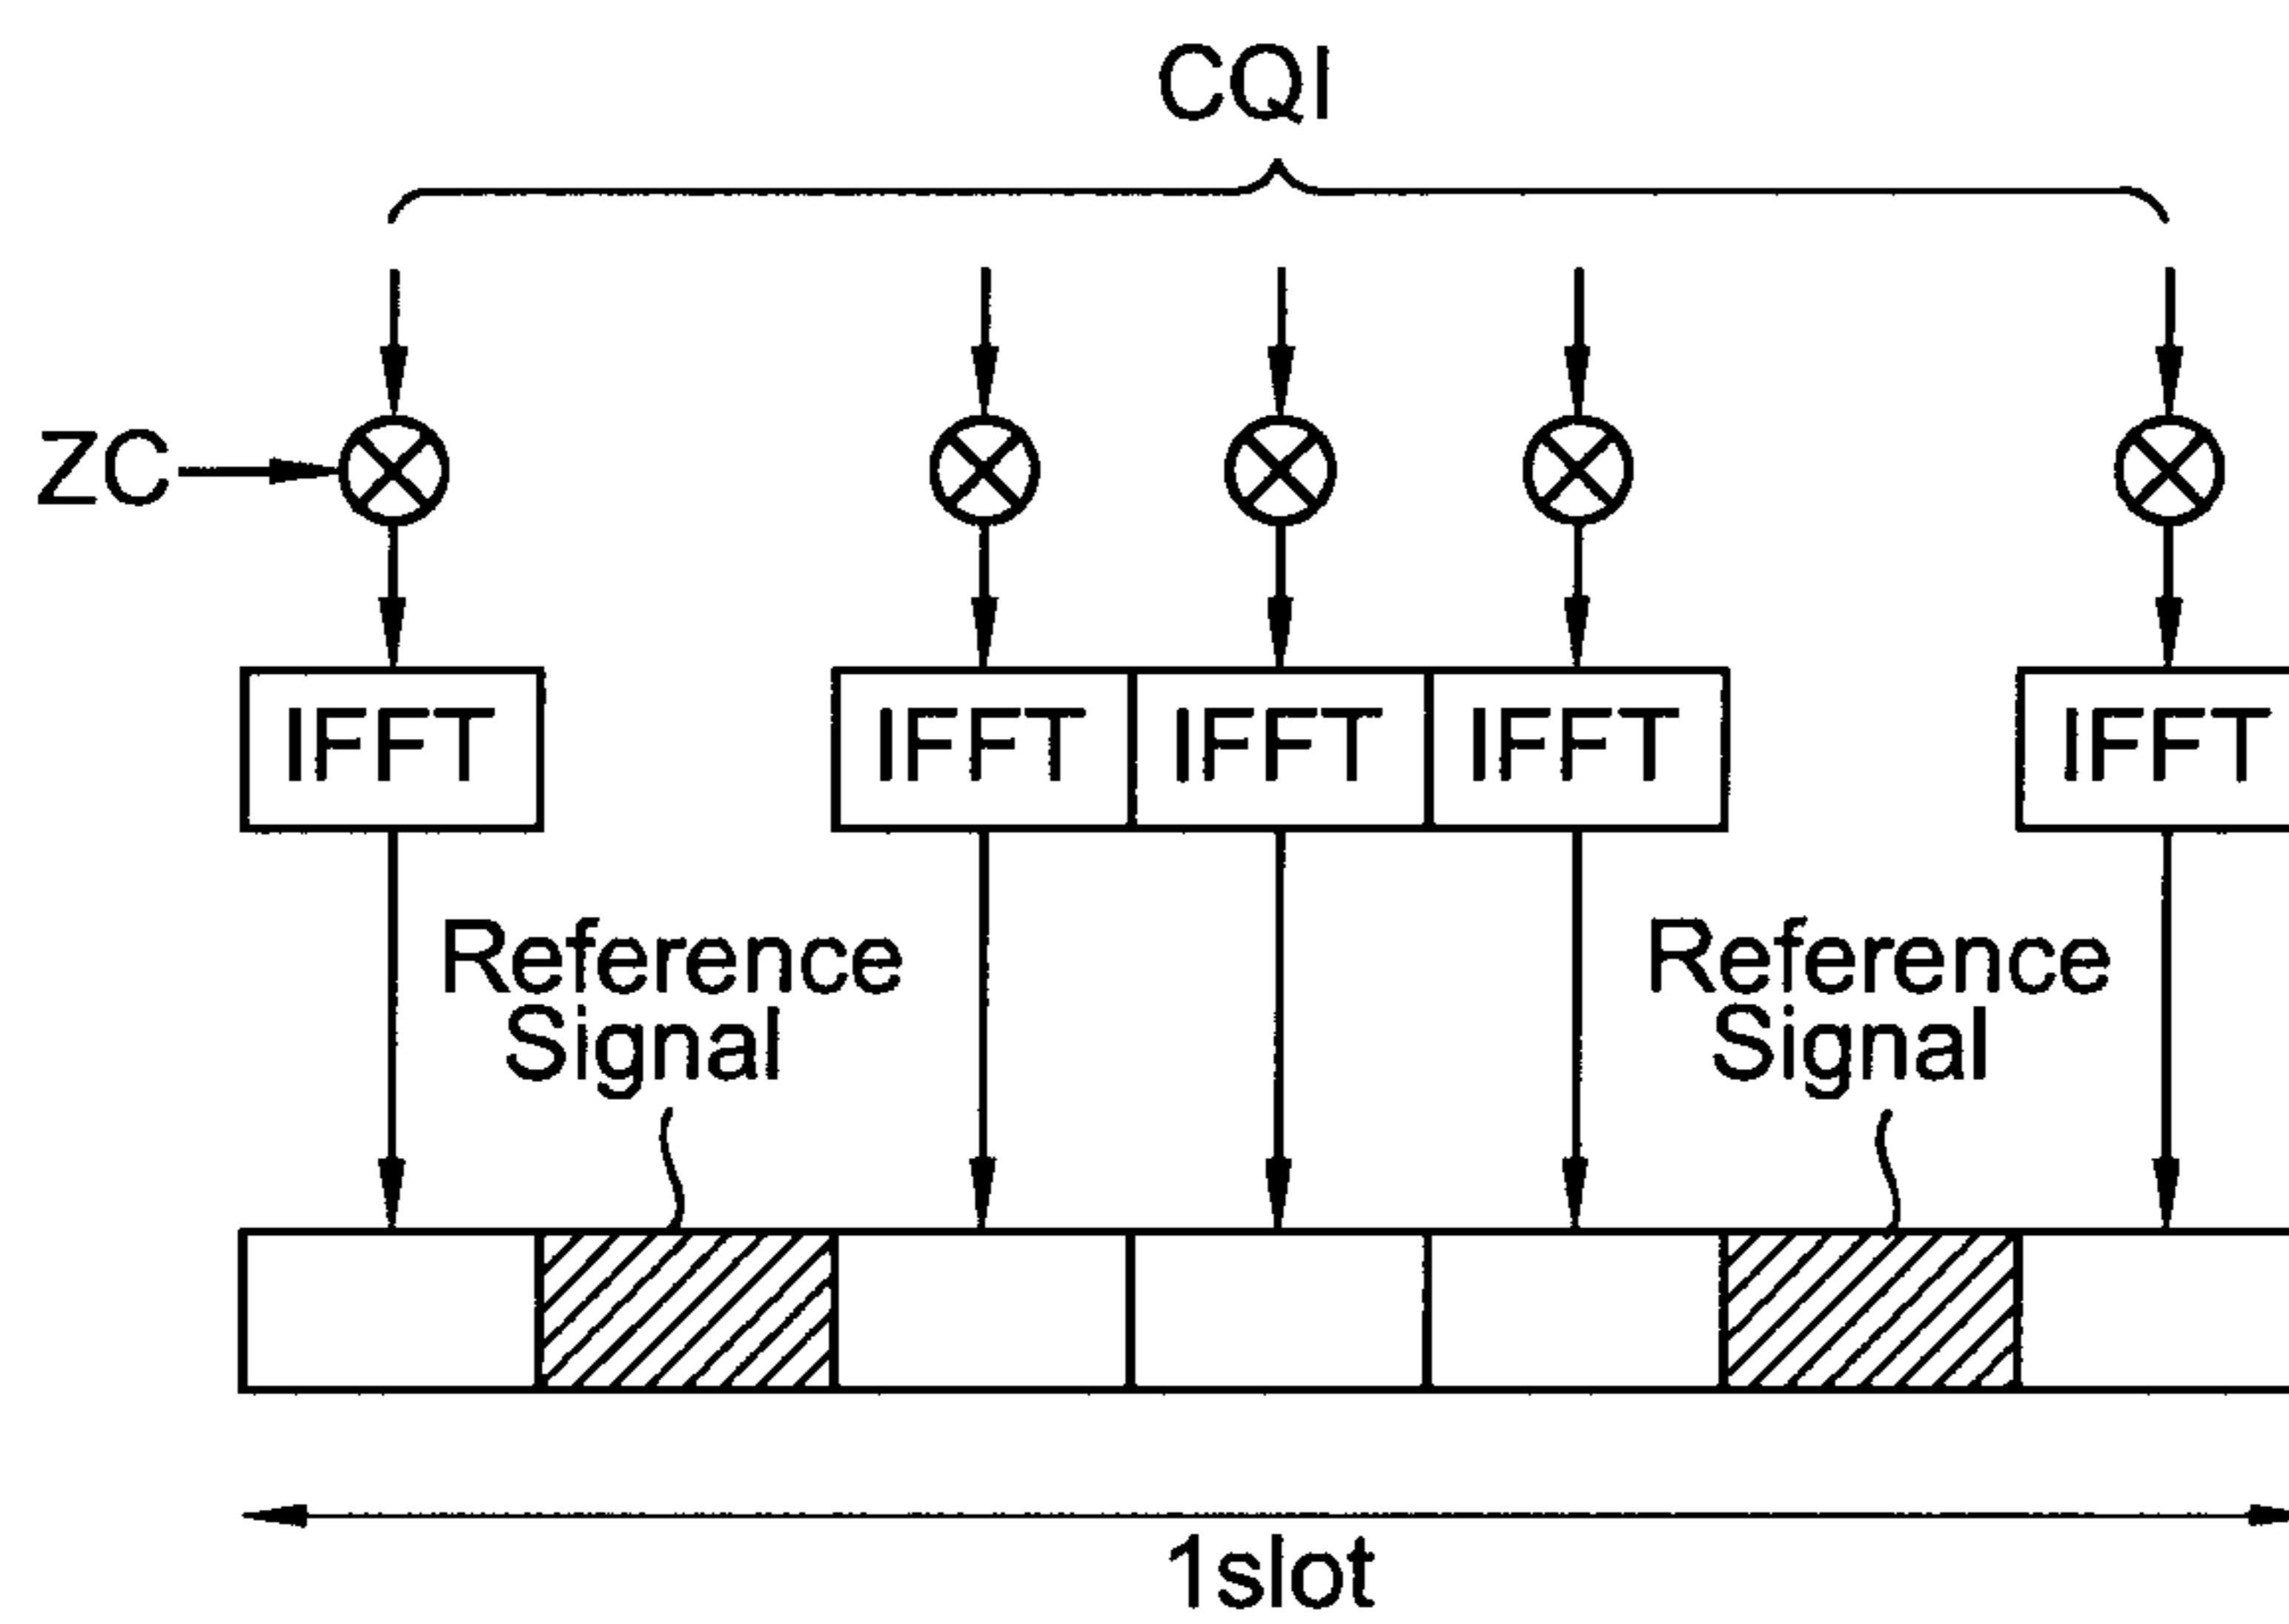 CQI
ZC
IFFT IFFT IFFT IFFT IFFT
Reference Reference
Signal Signal
1slot